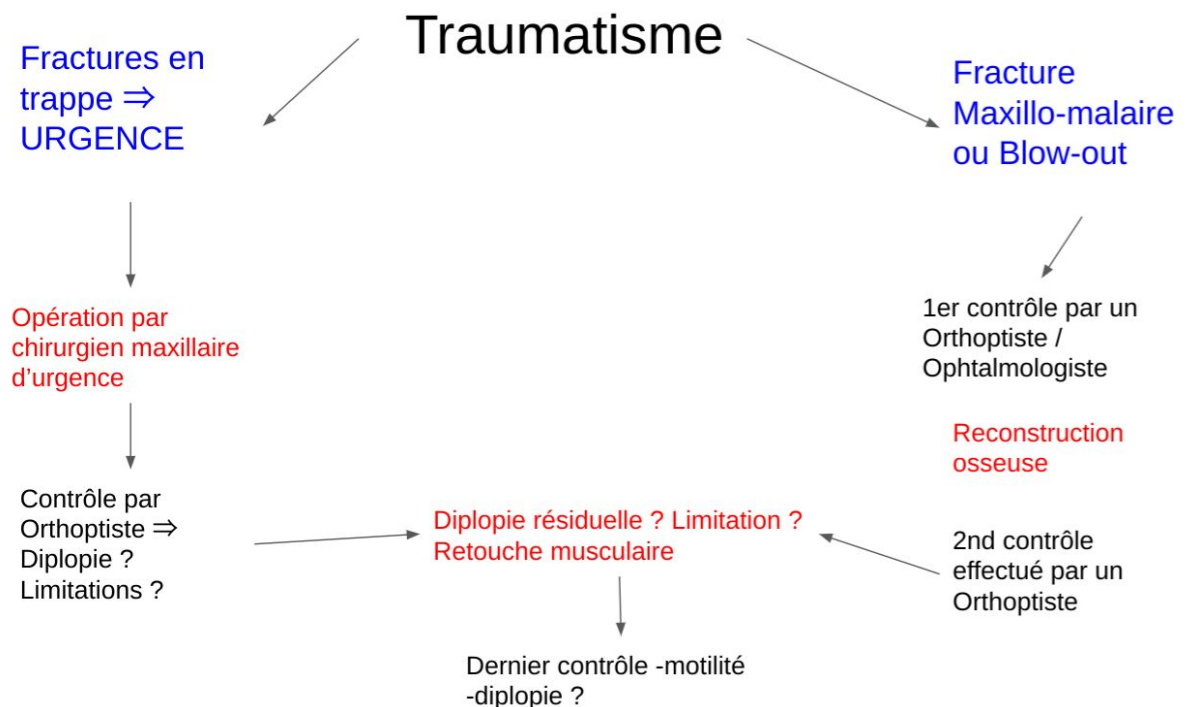 Traumatisme
Fractures en
trappe ⇒
URGENCE
Fracture
Maxillo-malaire
ou Blow-out
Opération par
chirurgien maxillaire
d'urgence
1er contrôle par un
Orthoptiste /
Ophtalmologiste
Reconstruction
osseuse
Contrôle par
Orthoptiste ⇒
Diplopie ?
Limitations ?
Diplopie résiduelle ? Limitation ?
Retouche musculaire
2nd contrôle
effectué par un
Orthoptiste
Dernier contrôle -motilité
-diplopie ?